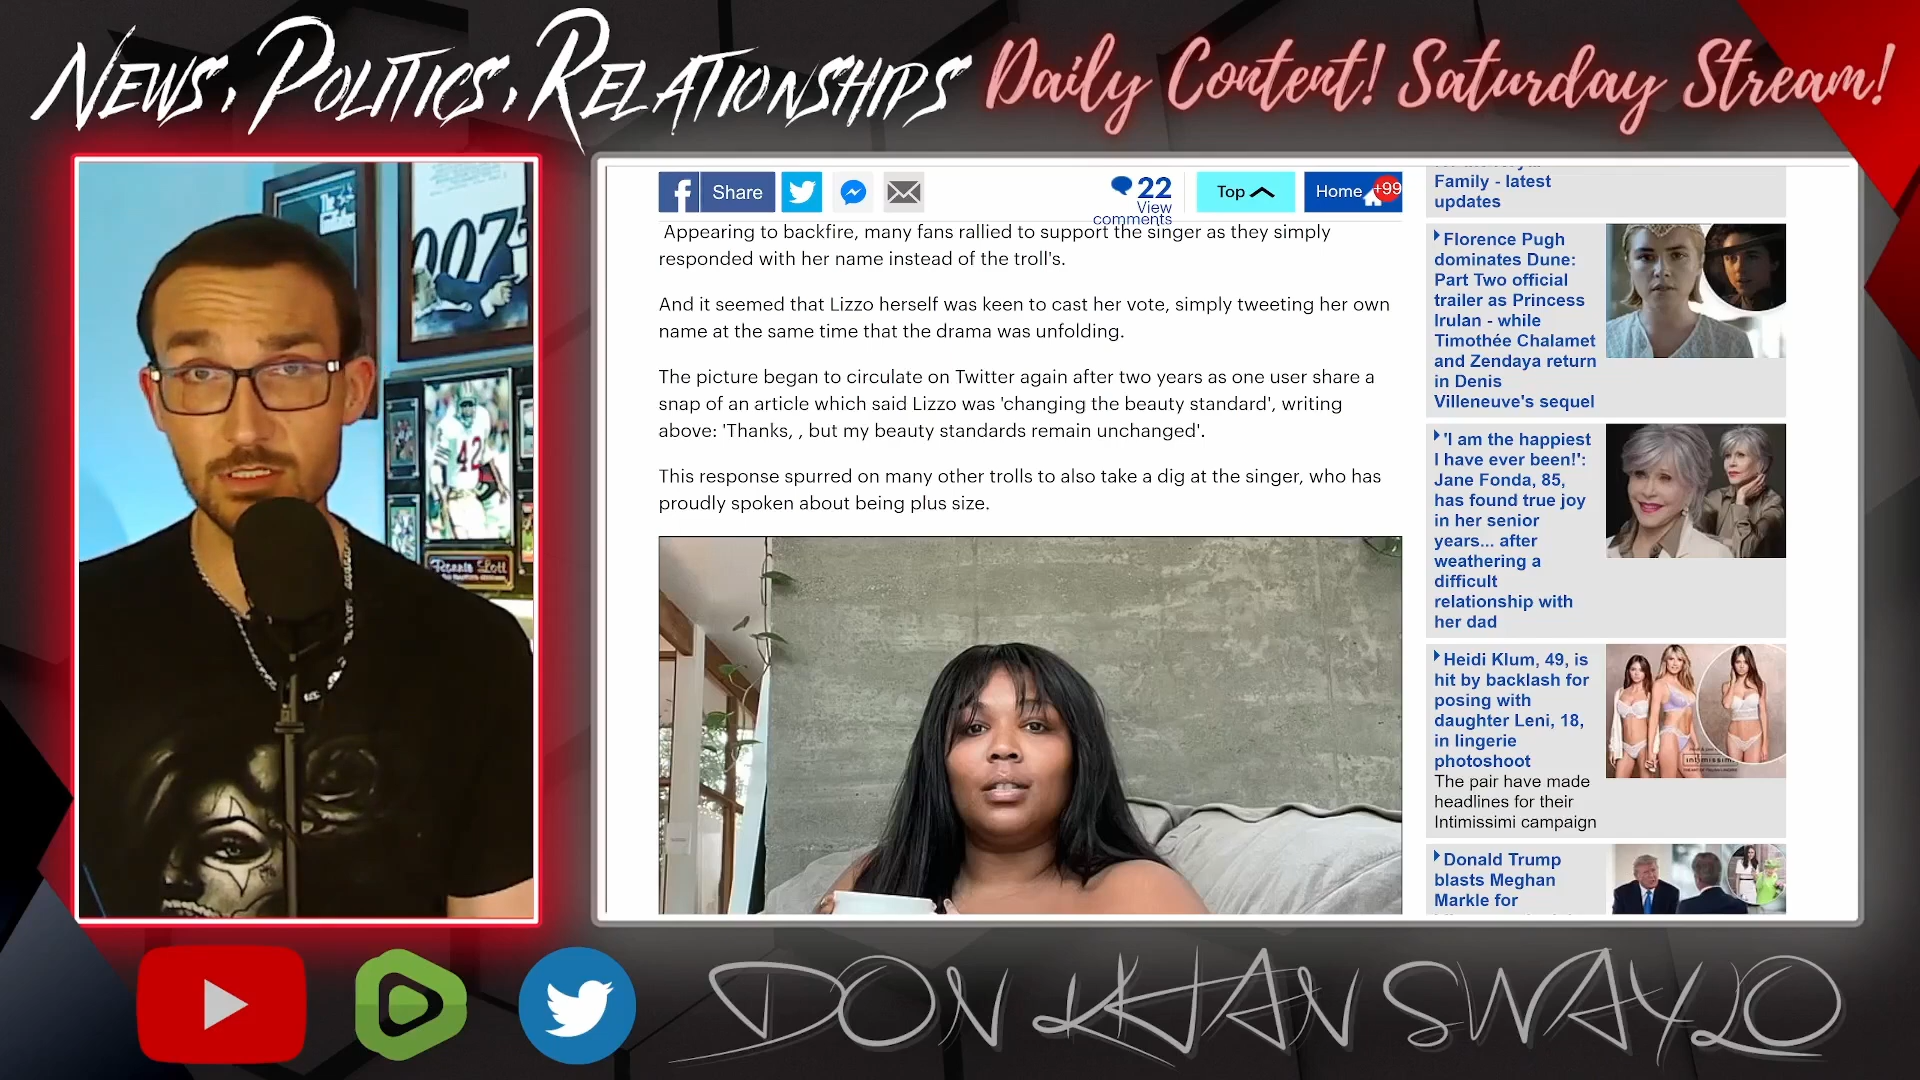 NEWS, POLITICS, RELATIONSHIPS Daily Content! Saturday Stream!
007
42
Ronnie Lott
Share
22
View
comments
Top
Home
+99
Appearing to backfire, many fans rallied to support the singer as they simply
responded with her name instead of the troll's.
And it seemed that Lizzo herself was keen to cast her vote, simply tweeting her own
name at the same time that the drama was unfolding.
The picture began to circulate on Twitter again after two years as one user share a
snap of an article which said Lizzo was 'changing the beauty standard', writing
above: 'Thanks, , but my beauty standards remain unchanged'.
This response spurred on many other trolls to also take a dig at the singer, who has
proudly spoken about being plus size.
Family - latest
updates
Florence Pugh
dominates Dune:
Part Two official
trailer as Princess
Irulan - while
Timothée Chalamet
and Zendaya return
in Denis
Villeneuve's sequel
'I am the happiest
I have ever been!':
Jane Fonda, 85,
has found true joy
in her senior
years... after
weathering a
difficult
relationship with
her dad
Heidi Klum, 49, is
hit by backlash for
posing with
daughter Leni, 18,
in lingerie
photoshoot
The pair have made
headlines for their
Intimissimi campaign
intimissimi
Donald Trump
blasts Meghan
Markle for
DON KHAN SWAYLO